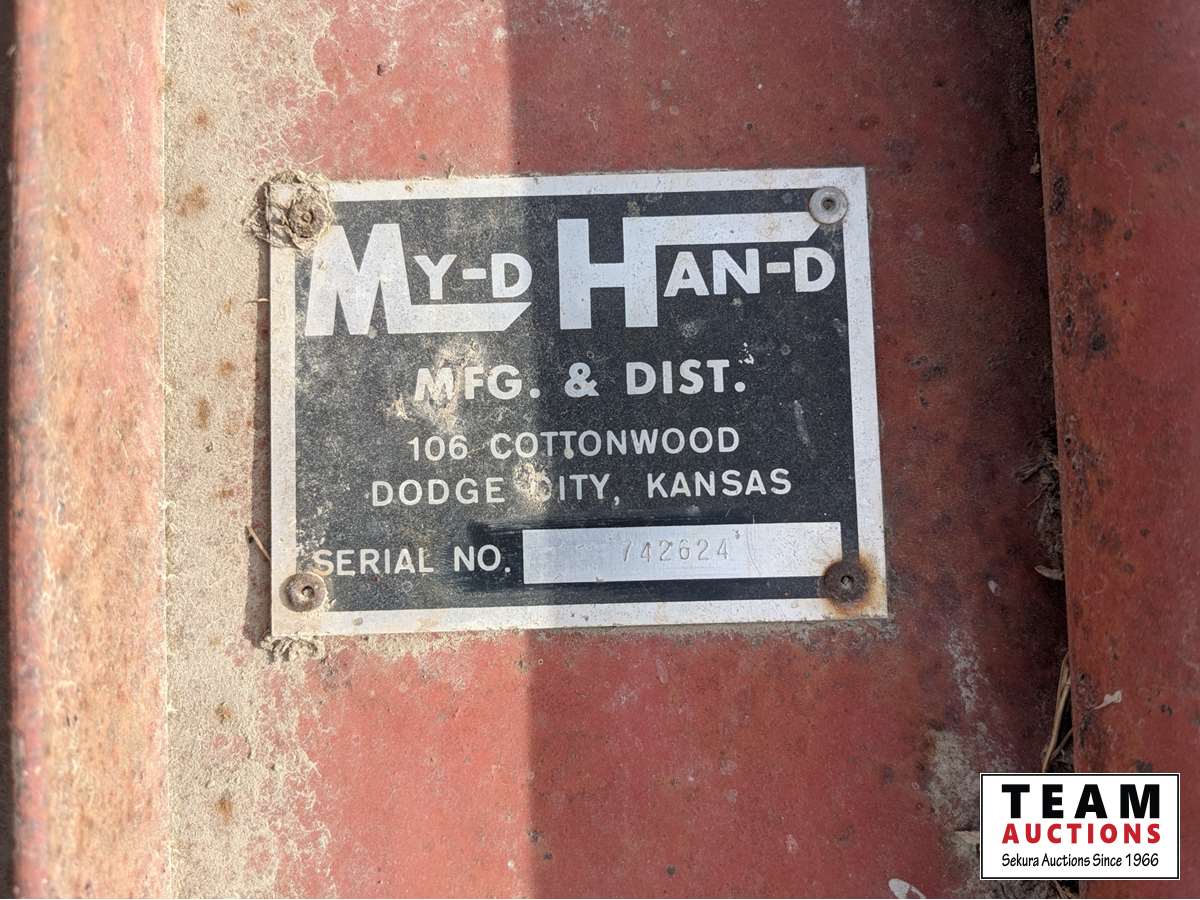 MY-D HAN-D
MFG. & DIST.
106 COTTONWOOD
DODGE CITY, KANSAS
SERIAL NO. 742624
TEAM
AUCTIONS
Sekura Auctions Since 1966